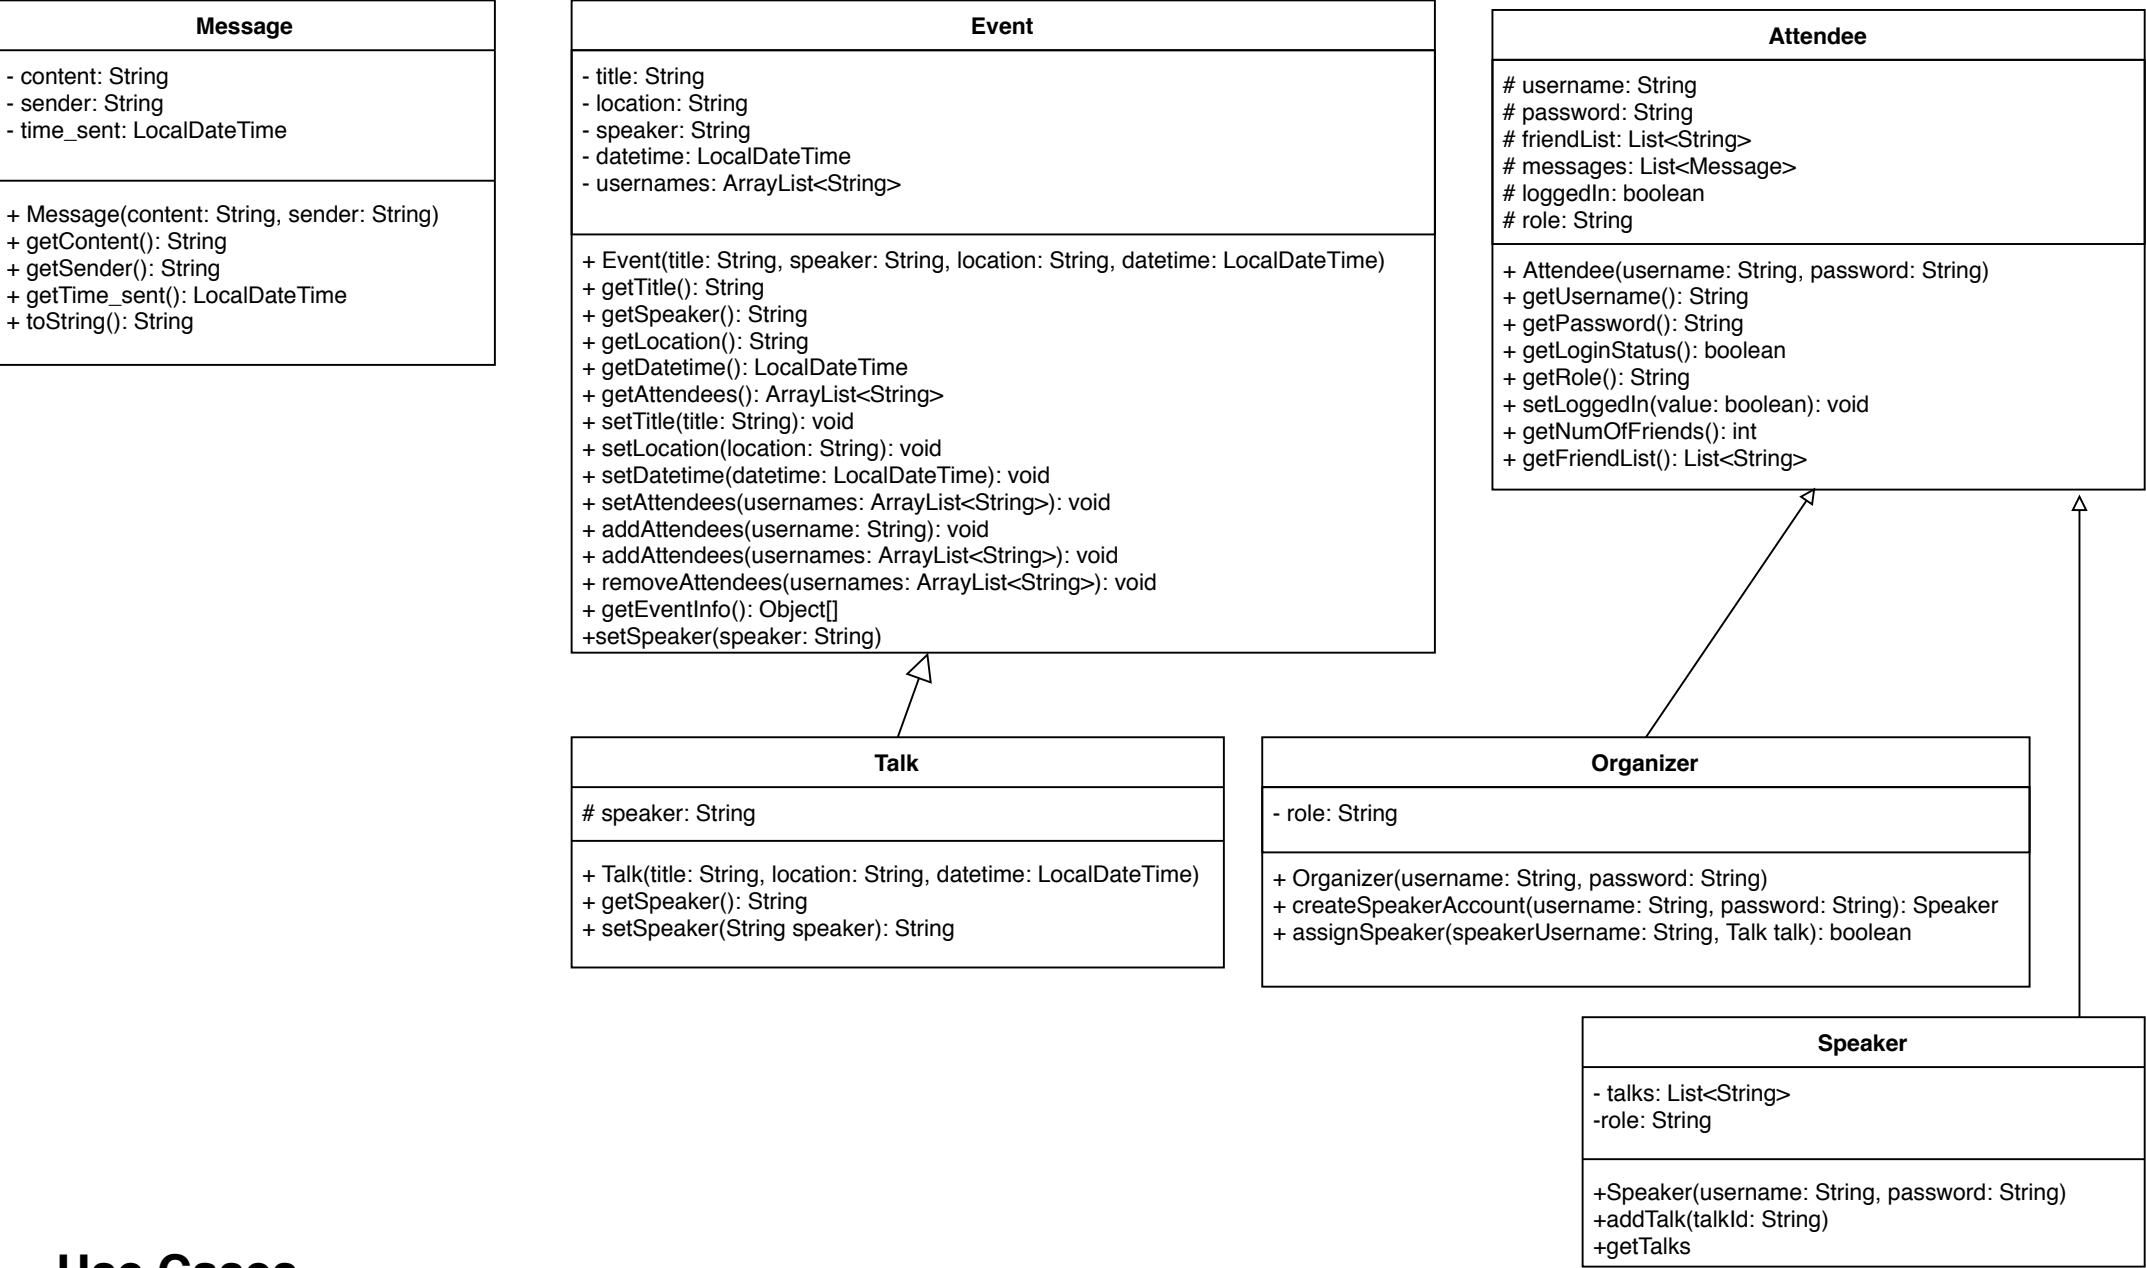 Message
- content: String
- sender: String
- time_sent: LocalDateTime
+ Message(content: String, sender: String)
+ getContent(): String
+ getSender(): String
+ getTime_sent(): LocalDateTime
+ toString(): String
Event
- title: String
- location: String
- speaker: String
- datetime: LocalDateTime
- usernames: ArrayList<String>
+ Event(title: String, speaker: String, location: String, datetime: LocalDateTime)
+ getTitle(): String
+ getSpeaker(): String
+ getLocation(): String
+ getDatetime(): LocalDateTime
+ getAttendees(): ArrayList<String>
+ setTitle(title: String): void
+ setLocation(location: String): void
+ setDatetime(datetime: LocalDateTime): void
+ setAttendees(usernames: ArrayList<String>): void
+ addAttendees(username: String): void
+ addAttendees(usernames: ArrayList<String>): void
+ removeAttendees(usernames: ArrayList<String>): void
+ getEventInfo(): Object[]
+setSpeaker(speaker: String)
Attendee
# username: String
# password: String
# friendList: List<String>
# messages: List<Message>
# loggedIn: boolean
# role: String
+ Attendee(username: String, password: String)
+ getUsername(): String
+ getPassword(): String
+ getLoginStatus(): boolean
+ getRole(): String
+ setLoggedIn(value: boolean): void
+ getNumOfFriends(): int
+ getFriendList(): List<String>
Talk
# speaker: String
+ Talk(title: String, location: String, datetime: LocalDateTime)
+ getSpeaker(): String
+ setSpeaker(String speaker): String
Organizer
- role: String
+ Organizer(username: String, password: String)
+ createSpeakerAccount(username: String, password: String): Speaker
+ assignSpeaker(speakerUsername: String, Talk talk): boolean
Speaker
- talks: List<String>
-role: String
+Speaker(username: String, password: String)
+addTalk(talkId: String)
+getTalks
Use Cases